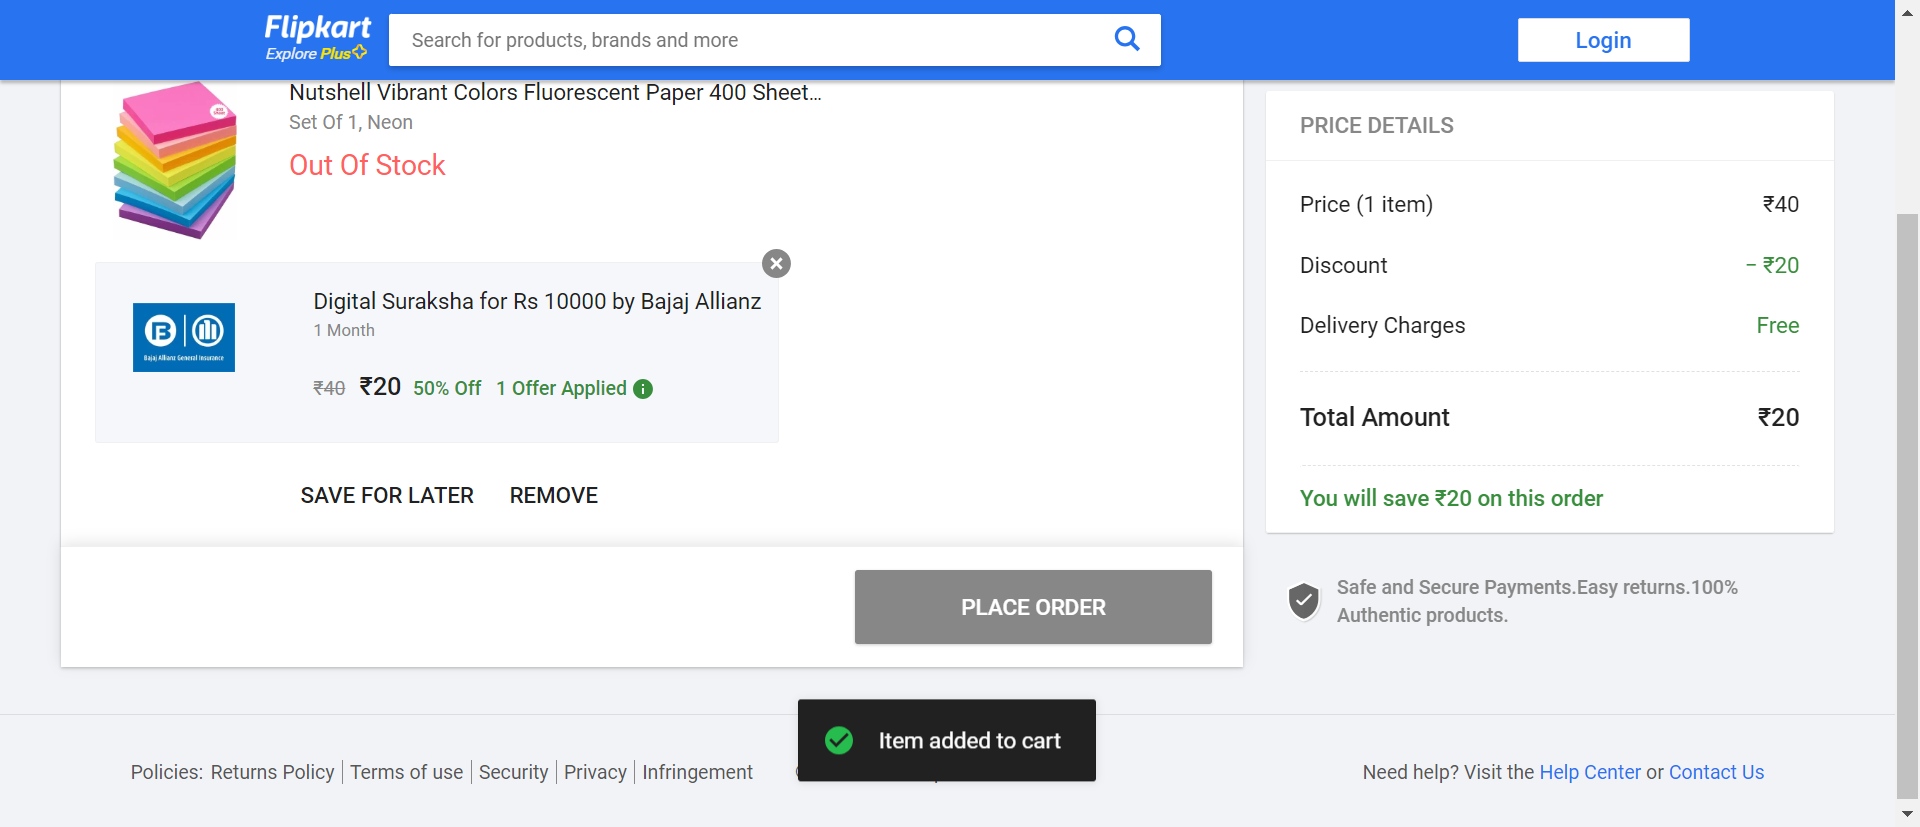 Flipkart
Explore Plus
Search for products, brands and more
Login
Nutshell Vibrant Colors Fluorescent Paper 400 Sheet...
Set Of 1, Neon
Out Of Stock
Digital Suraksha for Rs 10000 by Bajaj Allianz
1 Month
Bajaj Allianz General Insurance
₹40 ₹20 50% Off 1 Offer Applied
SAVE FOR LATER REMOVE
PLACE ORDER
PRICE DETAILS
Price (1 item) ₹40
Discount − ₹20
Delivery Charges Free
Total Amount ₹20
You will save ₹20 on this order
Safe and Secure Payments.Easy returns.100%
Authentic products.
Item added to cart
Policies: Returns Policy | Terms of use | Security | Privacy | Infringement
Need help? Visit the Help Center or Contact Us